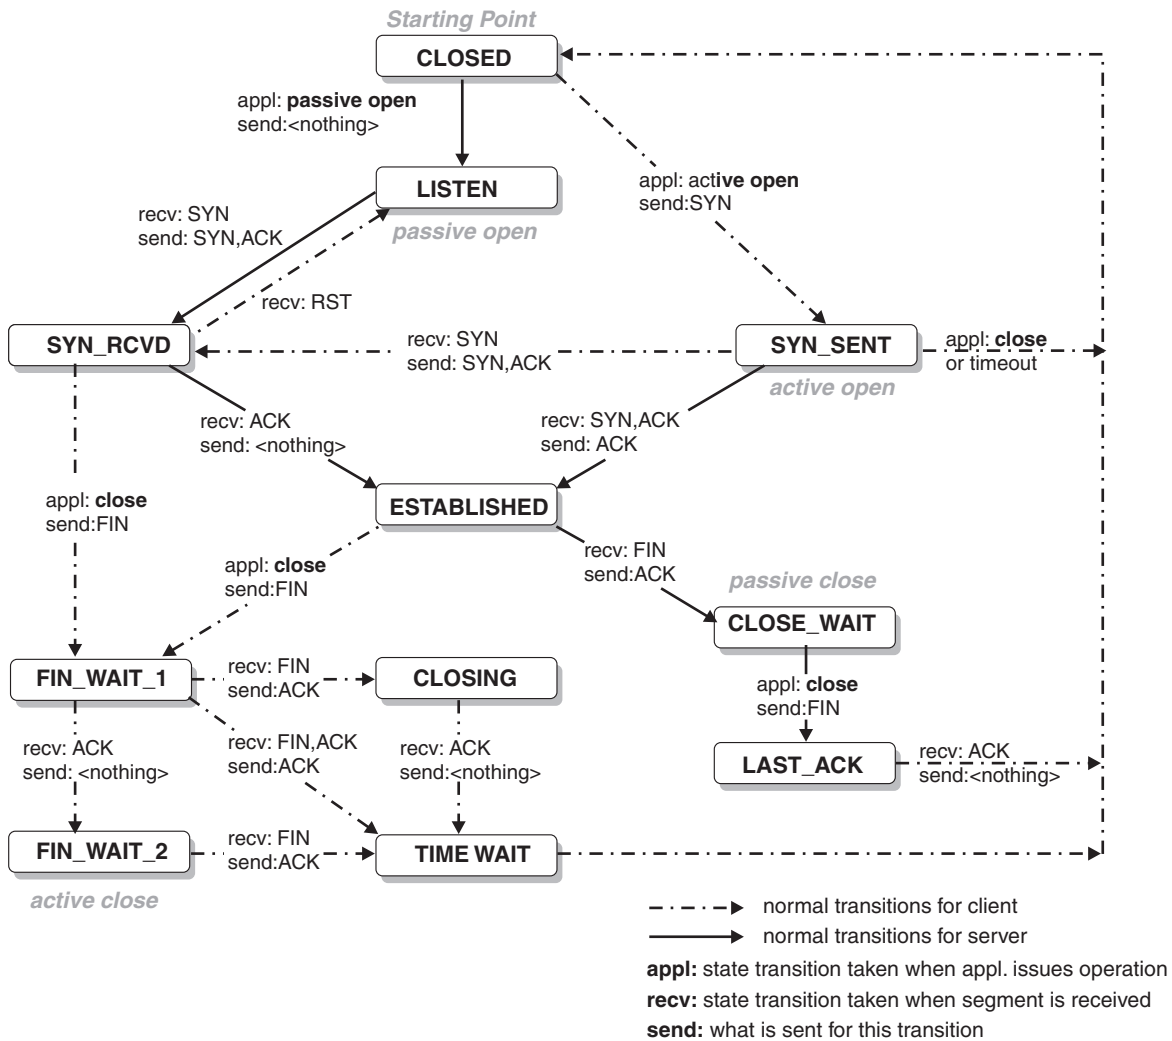 Starting Point
CLOSED
appl: passive open
send:<nothing>
LISTEN
passive open
appl: active open
send:SYN
recv: SYN
send: SYN,ACK
recv: RST
SYN_RCVD
recv: SYN
send: SYN,ACK
SYN_SENT
active open
appl: close
or timeout
recv: ACK
send: <nothing>
recv: SYN,ACK
send: ACK
appl: close
send:FIN
ESTABLISHED
appl: close
send:FIN
recv: FIN
send:ACK
passive close
CLOSE_WAIT
FIN_WAIT_1
recv: FIN
send:ACK
CLOSING
appl: close
send:FIN
recv: ACK
send:<nothing>
recv: FIN,ACK
send:ACK
recv: ACK
send:<nothing>
LAST_ACK
recv: ACK
send:<nothing>
FIN_WAIT_2
active close
recv: FIN
send:ACK
TIME WAIT
normal transitions for client
normal transitions for server
appl: state transition taken when appl. issues operation
recv: state transition taken when segment is received
send: what is sent for this transition